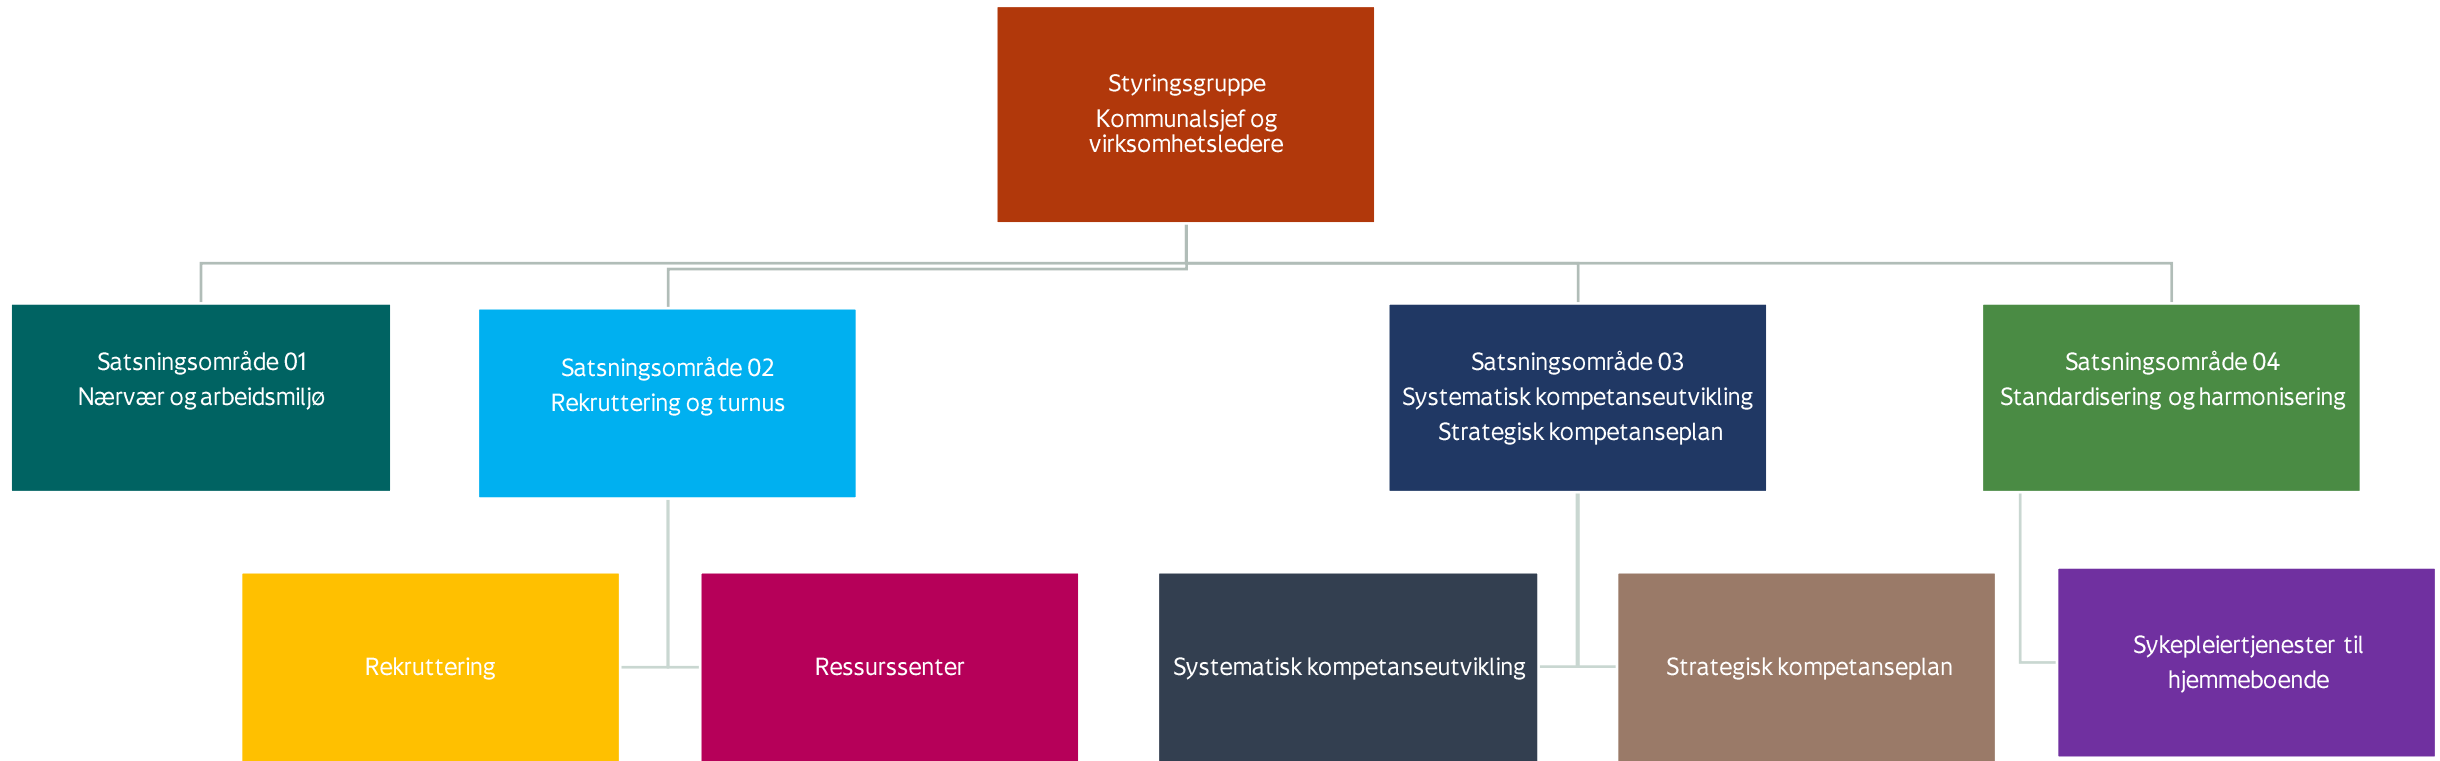 Styringsgruppe
Kommunalsjef og
virksomhetsledere
Satsningsområde 01
Nærvær og arbeidsmiljø
Satsningsområde 02
Rekruttering og turnus
Satsningsområde 03
Systematisk kompetanseutvikling
Strategisk kompetanseplan
Satsningsområde 04
Standardisering og harmonisering
Rekruttering
Ressurssenter
Systematisk kompetanseutvikling
Strategisk kompetanseplan
Sykepleiertjenester til
hjemmeboende